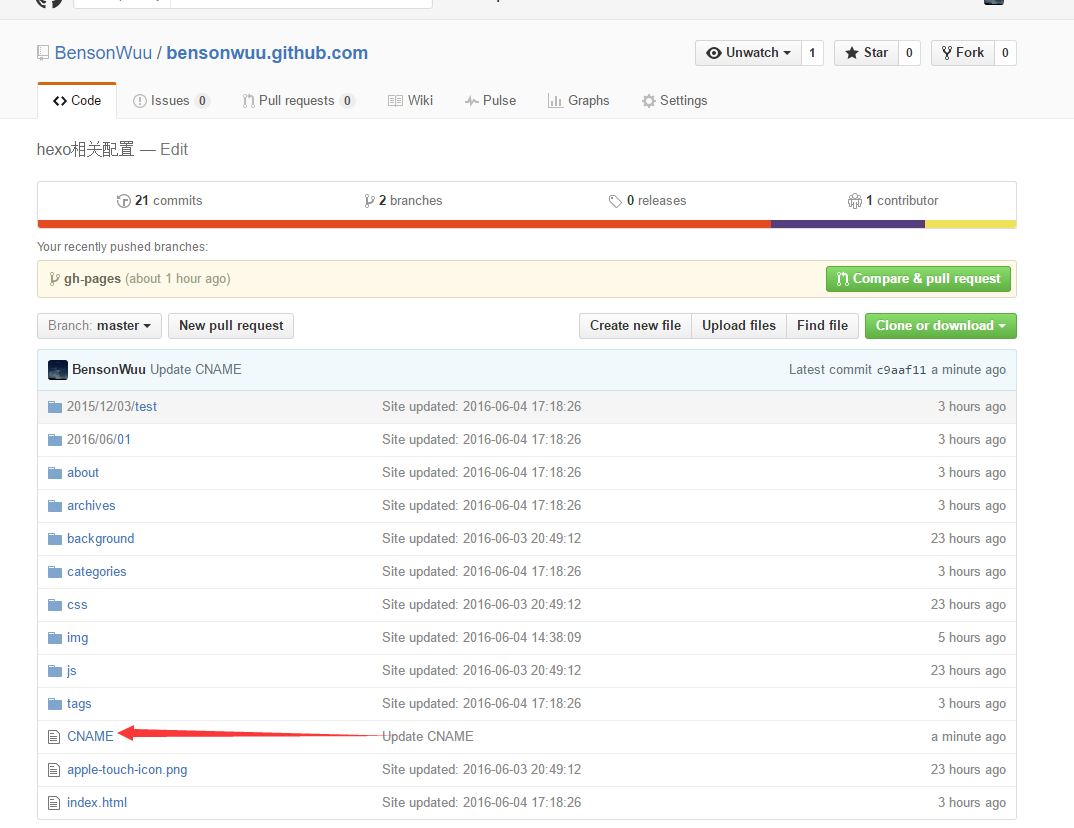 BensonWuu / bensonwuu.github.com
Unwatch 1 Star 0 Fork 0
Code Issues 0 Pull requests 0 Wiki Pulse Graphs Settings
hexo相关配置 — Edit
21 commits 2 branches 0 releases 1 contributor
Your recently pushed branches:
gh-pages (about 1 hour ago) Compare & pull request
Branch: master New pull request Create new file Upload files Find file Clone or download
BensonWuu Update CNAME Latest commit c9aaf11 a minute ago
2015/12/03/test Site updated: 2016-06-04 17:18:26 3 hours ago
2016/06/01 Site updated: 2016-06-04 17:18:26 3 hours ago
about Site updated: 2016-06-04 17:18:26 3 hours ago
archives Site updated: 2016-06-04 17:18:26 3 hours ago
background Site updated: 2016-06-03 20:49:12 23 hours ago
categories Site updated: 2016-06-04 17:18:26 3 hours ago
css Site updated: 2016-06-03 20:49:12 23 hours ago
img Site updated: 2016-06-04 14:38:09 5 hours ago
js Site updated: 2016-06-03 20:49:12 23 hours ago
tags Site updated: 2016-06-04 17:18:26 3 hours ago
CNAME Update CNAME a minute ago
apple-touch-icon.png Site updated: 2016-06-03 20:49:12 23 hours ago
index.html Site updated: 2016-06-04 17:18:26 3 hours ago